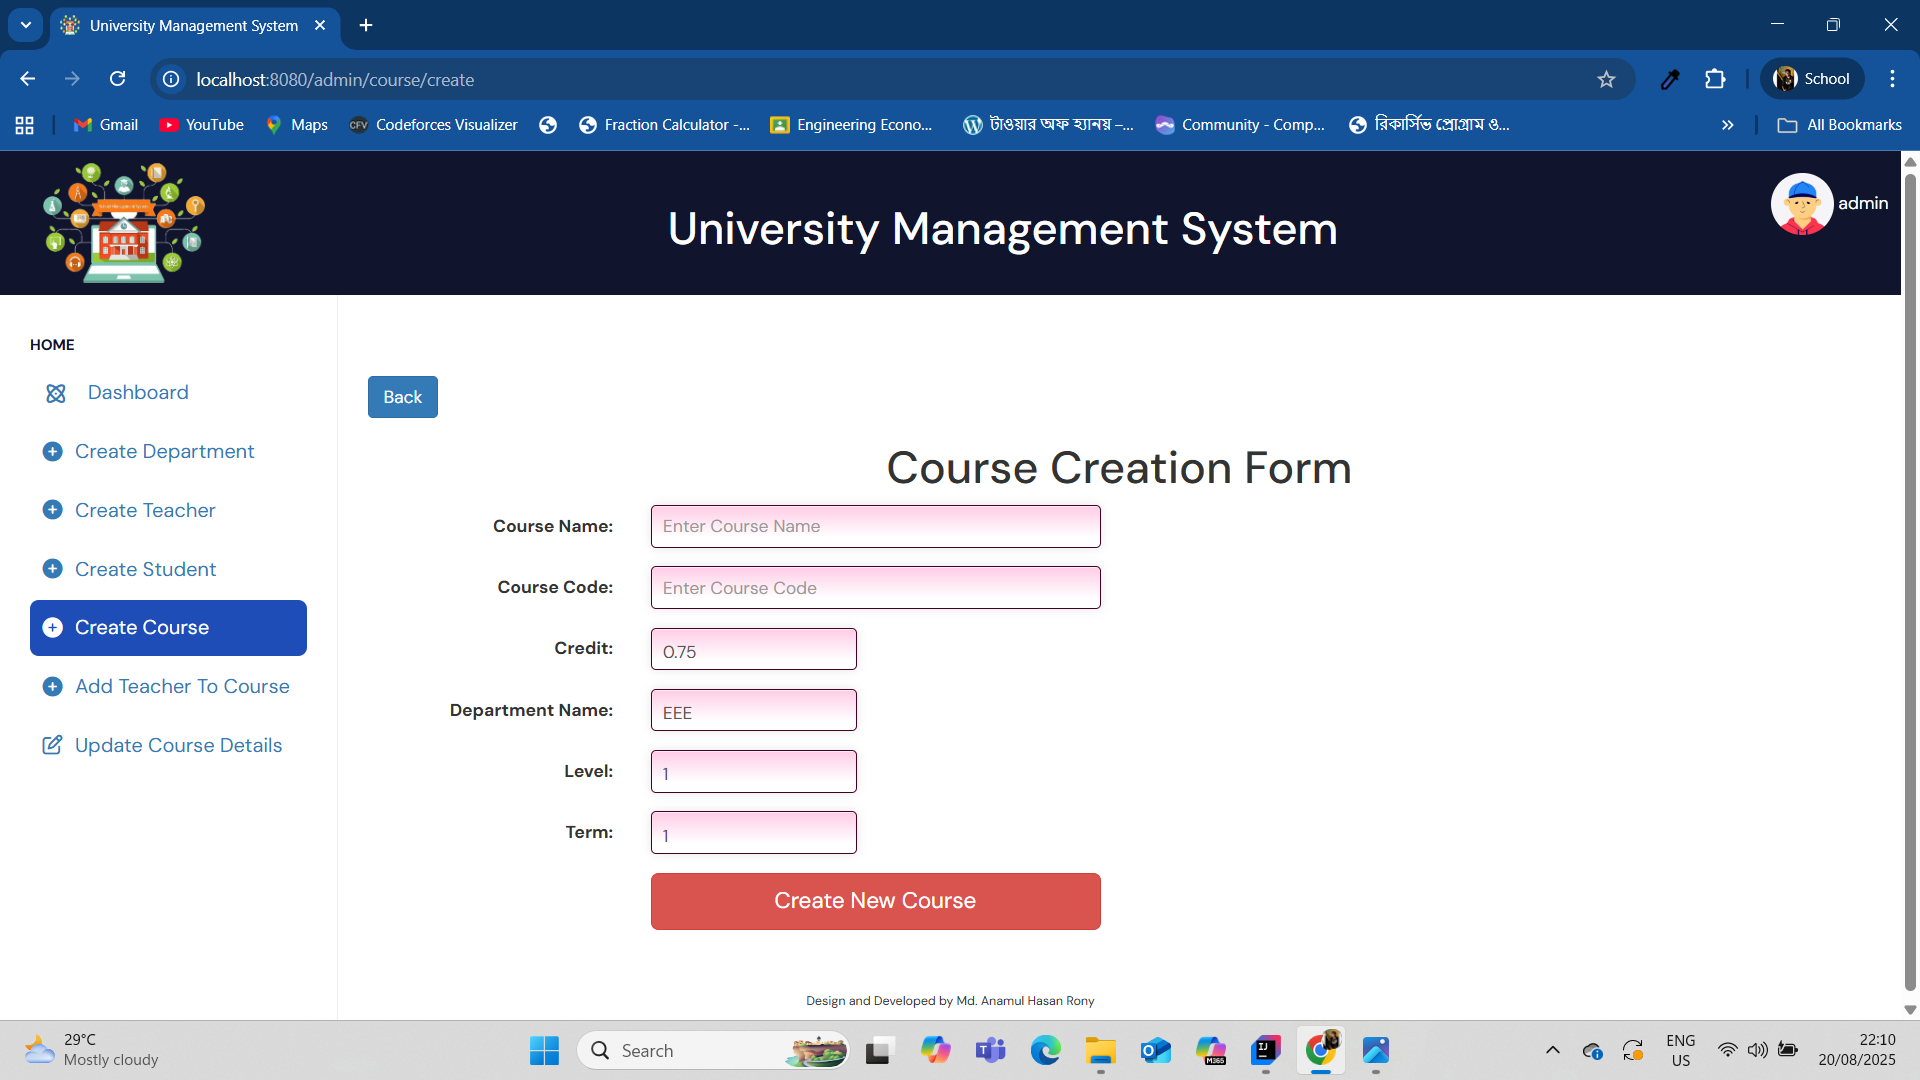 University Management System
localhost:8080/admin/course/create
School
Gmail
YouTube
Maps
CFV
Codeforces Visualizer
Fraction Calculator -...
Engineering Econo...
টাওয়ার অফ হ্যানয় –...
Community - Comp...
রিকার্সিভ প্রোগ্রাম ও...
All Bookmarks
University Management System
admin
HOME
Dashboard
Create Department
Create Teacher
Create Student
Create Course
Add Teacher To Course
Update Course Details
Back
Course Creation Form
Course Name:
Enter Course Name
Course Code:
Enter Course Code
Credit:
0.75
Department Name:
EEE
Level:
1
Term:
1
Create New Course
Design and Developed by Md. Anamul Hasan Rony
29°C
Mostly cloudy
Search
M365
ENG
US
22:10
20/08/2025